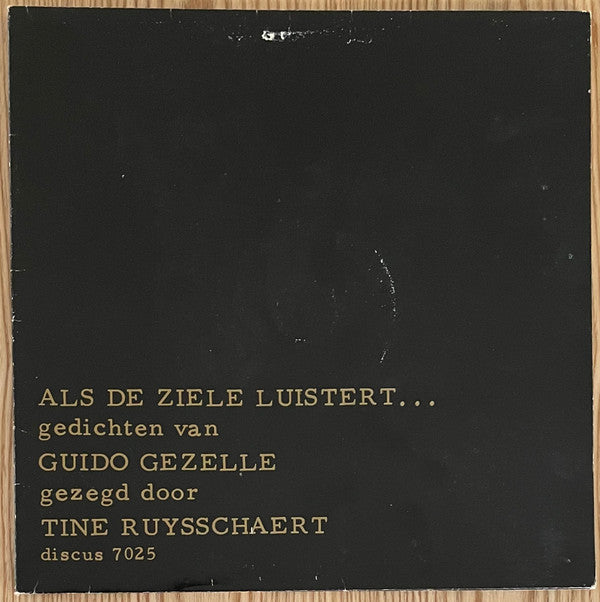 ALS DE ZIELE LUISTERT...
gedichten van
GUIDO GEZELLE
gezegd door
TINE RUYSSCHAERT
discus 7025